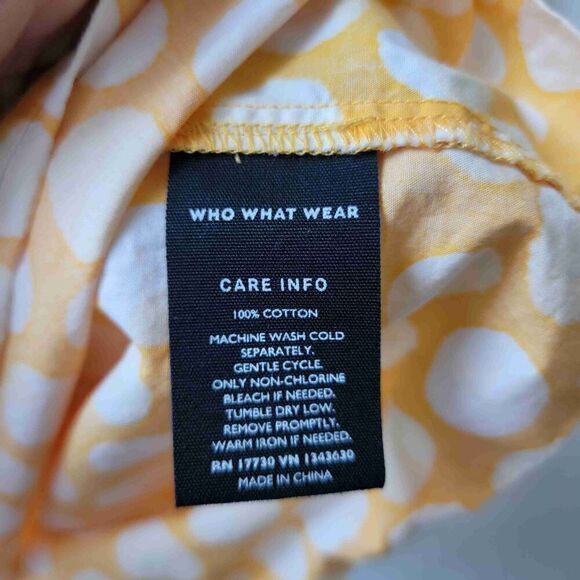 WHO WHAT WEAR
CARE INFO
100% COTTON
MACHINE WASH COLD
SEPARATELY.
GENTLE CYCLE.
ONLY NON-CHLORINE
BLEACH IF NEEDED.
TUMBLE DRY LOW.
REMOVE PROMPTLY.
WARM IRON IF NEEDED.
RN 17730 VN 1343630
MADE IN CHINA